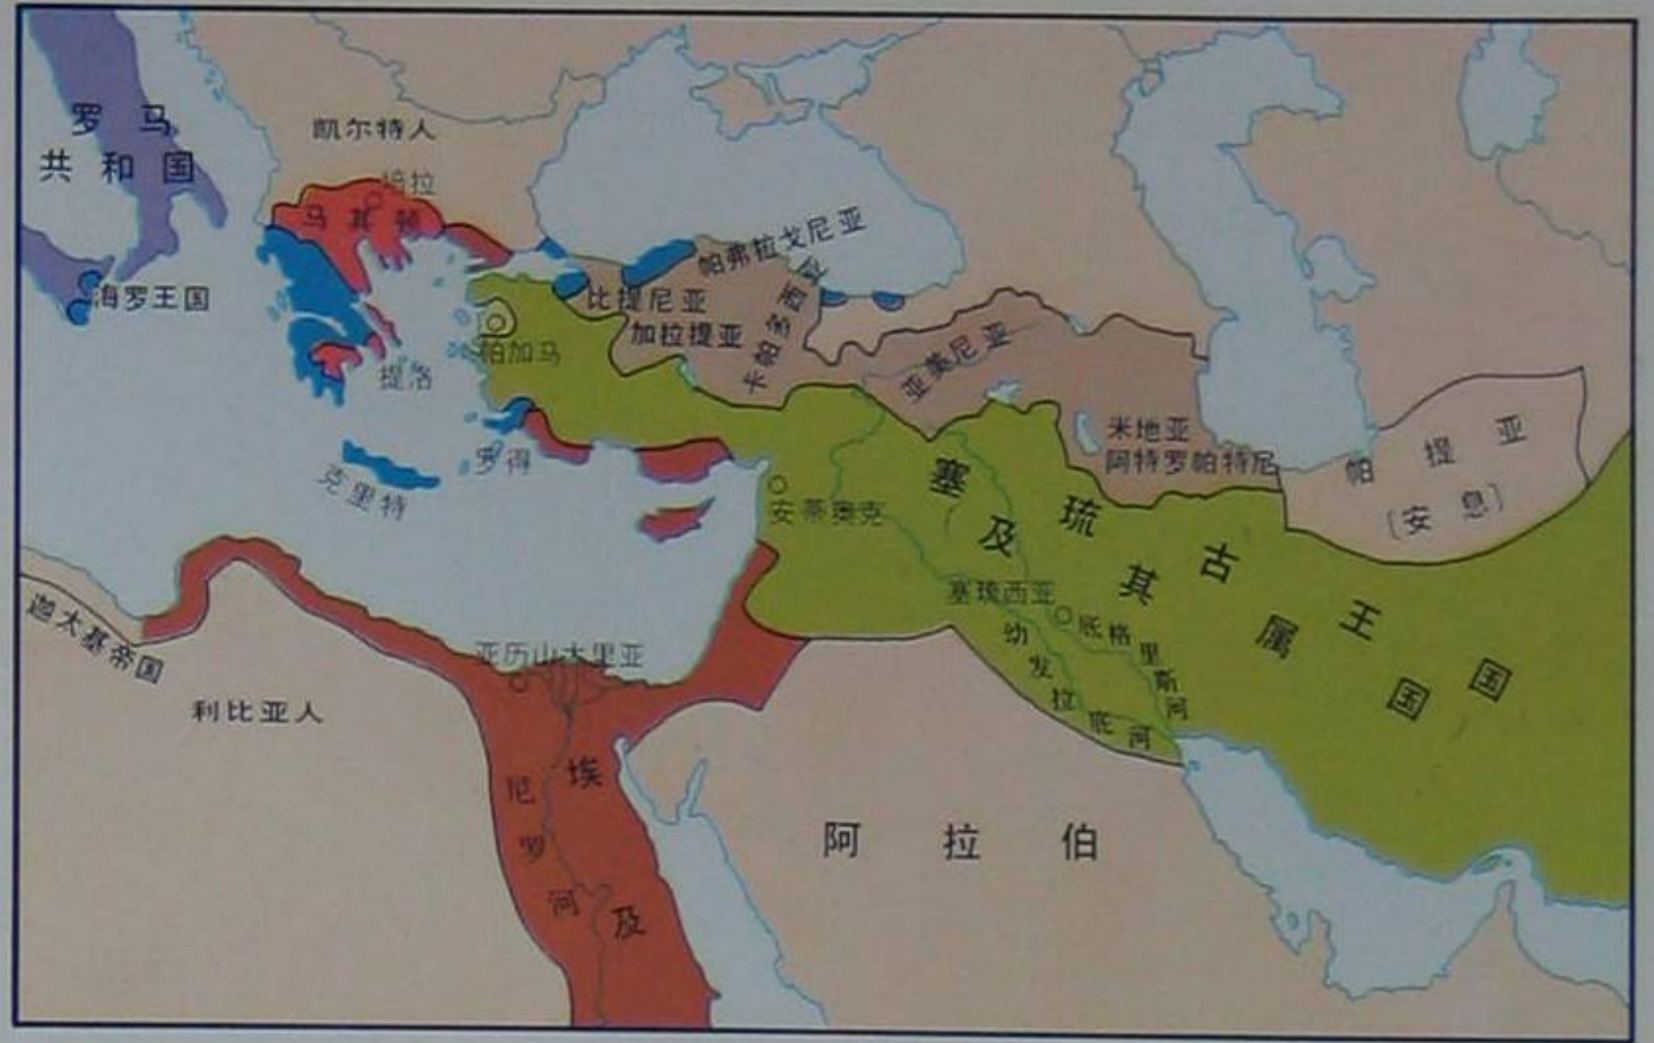 罗马
共和国
凯尔特人
培拉
马其顿
海罗王国
帕弗拉戈尼亚
比提尼亚
加拉提亚
卡帕多西亚
亚美尼亚
帕加马
提洛
罗得
克里特
米地亚
阿特罗帕特尼
帕提亚
〔安息〕
安蒂奥克
塞琉古王国
及其属国
塞琉西亚
底格里斯河
幼发拉底河
迦太基帝国
利比亚人
亚历山大里亚
埃及
尼罗河
阿拉伯